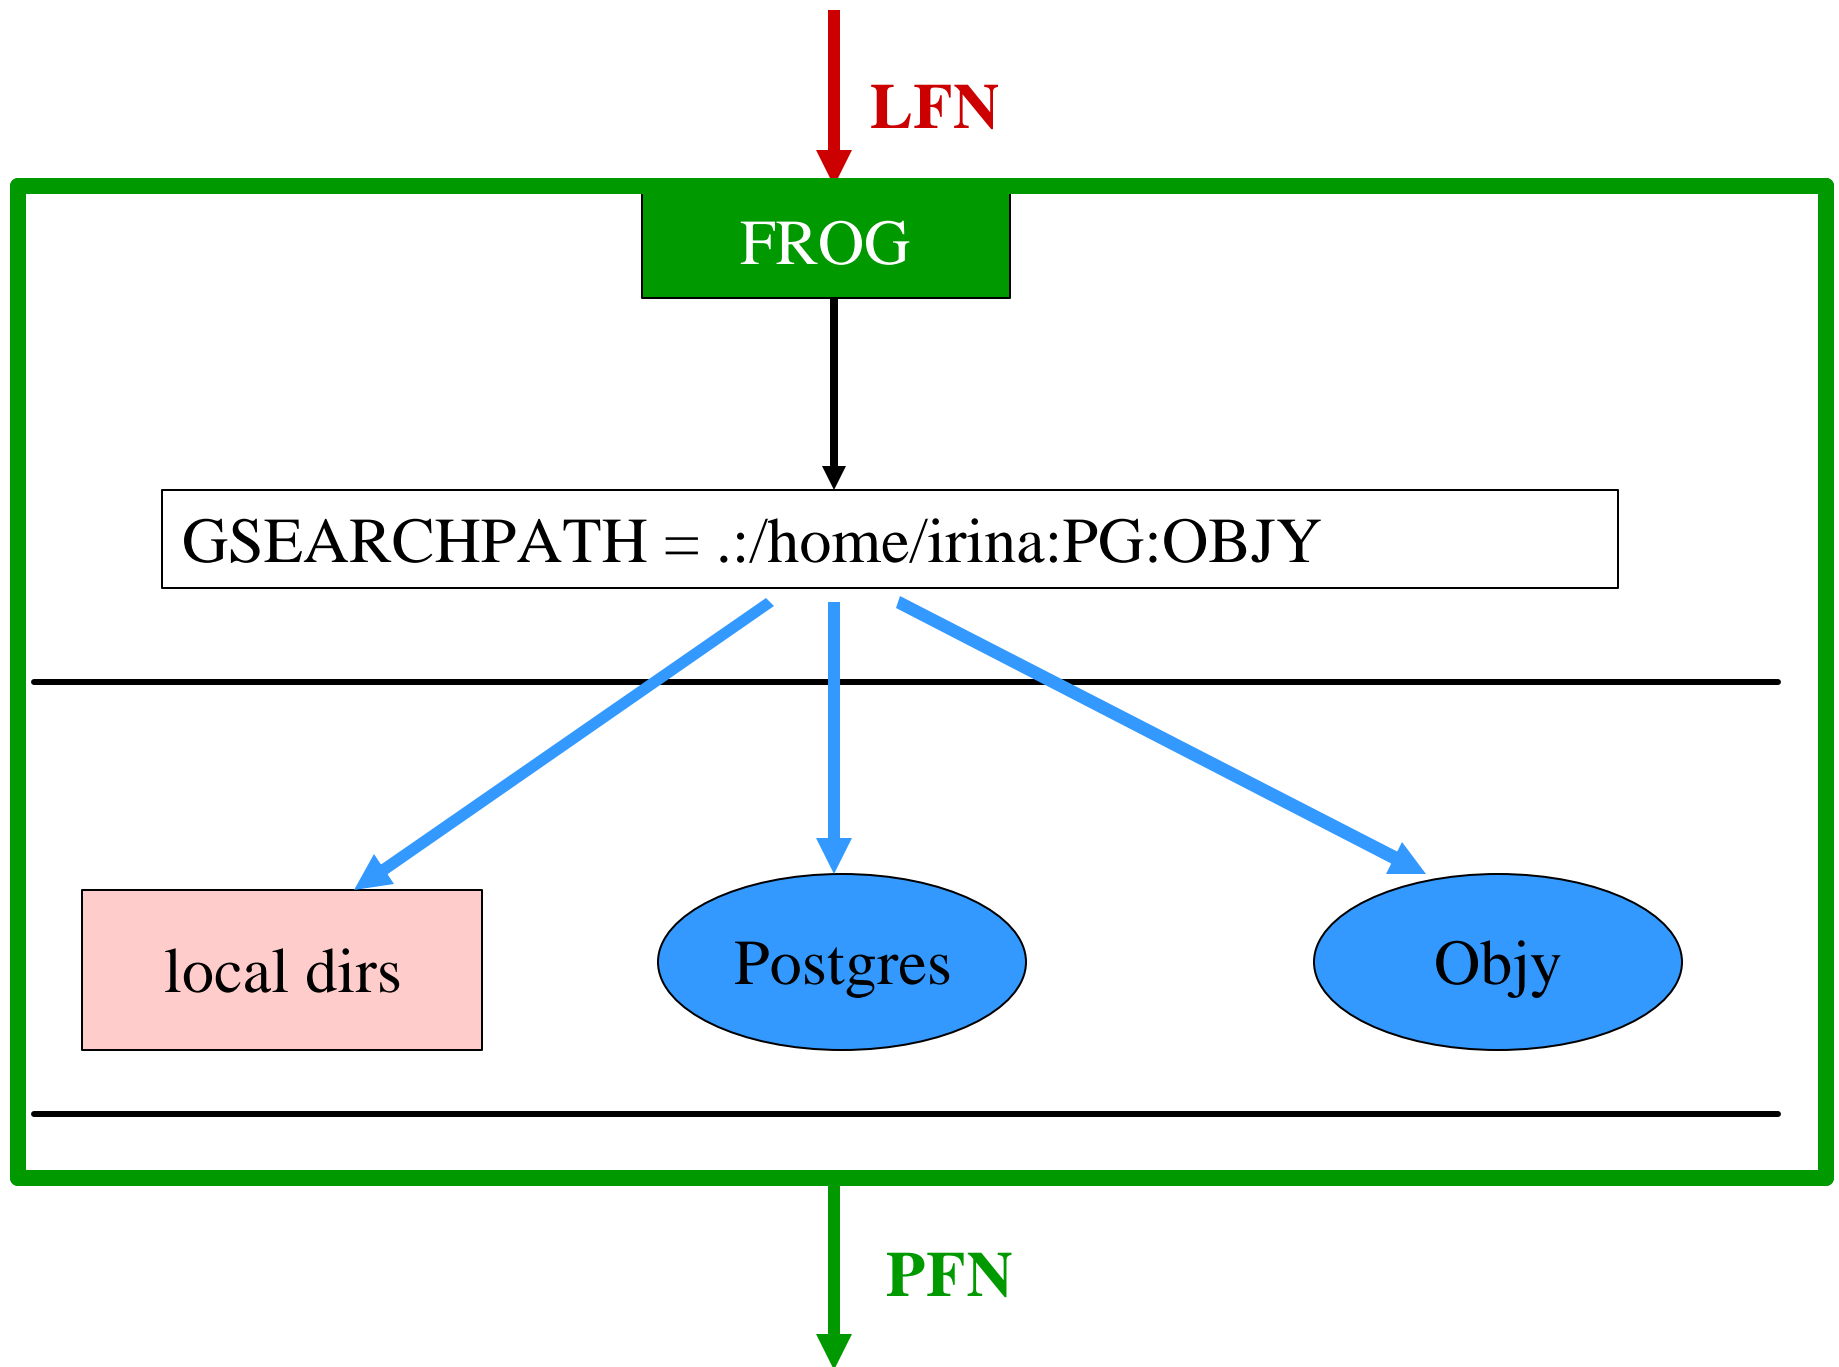 LFN
FROG
GSEARCHPATH = .:/home/irina:PG:OBJY
local dirs
Postgres
Objy
PFN